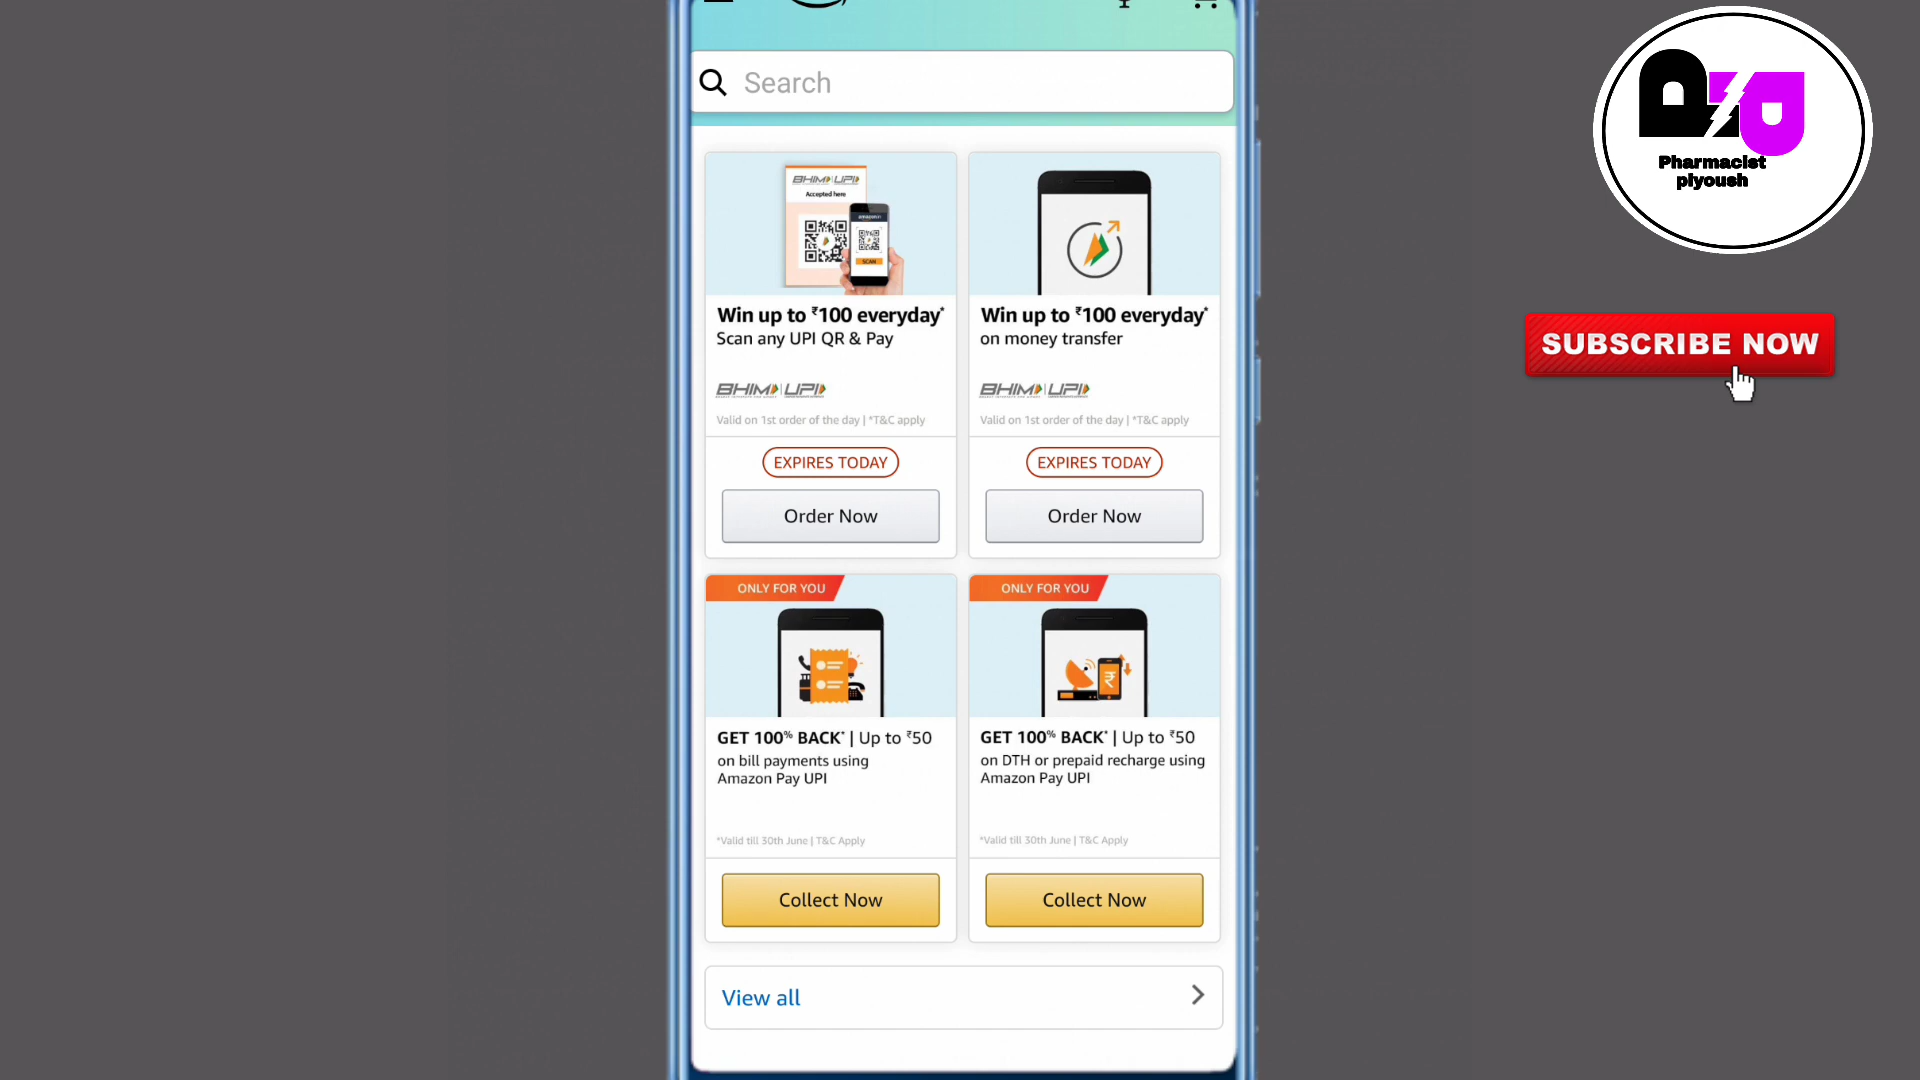 Search
BHIM UPI
Accepted here
SCAN
Win up to ₹100 everyday*
Scan any UPI QR & Pay
BHIM UPI
Valid on 1st order of the day | *T&C apply
EXPIRES TODAY
Order Now
Win up to ₹100 everyday*
on money transfer
BHIM UPI
Valid on 1st order of the day | *T&C apply
EXPIRES TODAY
Order Now
ONLY FOR YOU
GET 100% BACK* | Up to ₹50
on bill payments using
Amazon Pay UPI
*Valid till 30th June | T&C Apply
Collect Now
ONLY FOR YOU
₹
GET 100% BACK* | Up to ₹50
on DTH or prepaid recharge using
Amazon Pay UPI
*Valid till 30th June | T&C Apply
Collect Now
View all
Pharmacist
piyoush
SUBSCRIBE NOW